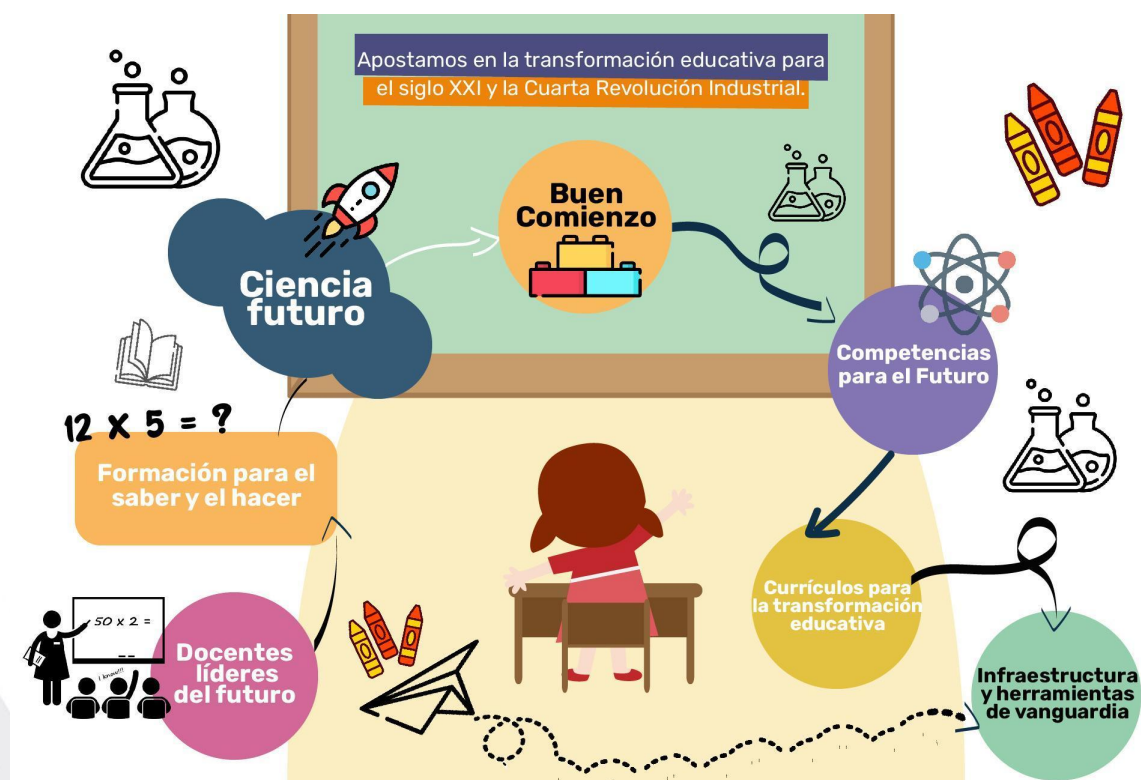 Apostamos en la transformación educativa para
el siglo XXI y la Cuarta Revolución Industrial.
Buen
Comienzo
Ciencia
futuro
Competencias
para el Futuro
12 x 5 = ?
Formación para el
saber y el hacer
Currículos para
la transformación
educativa
50 x 2 =
I know!!!
Docentes
líderes
del futuro
Infraestructura
y herramientas
de vanguardia